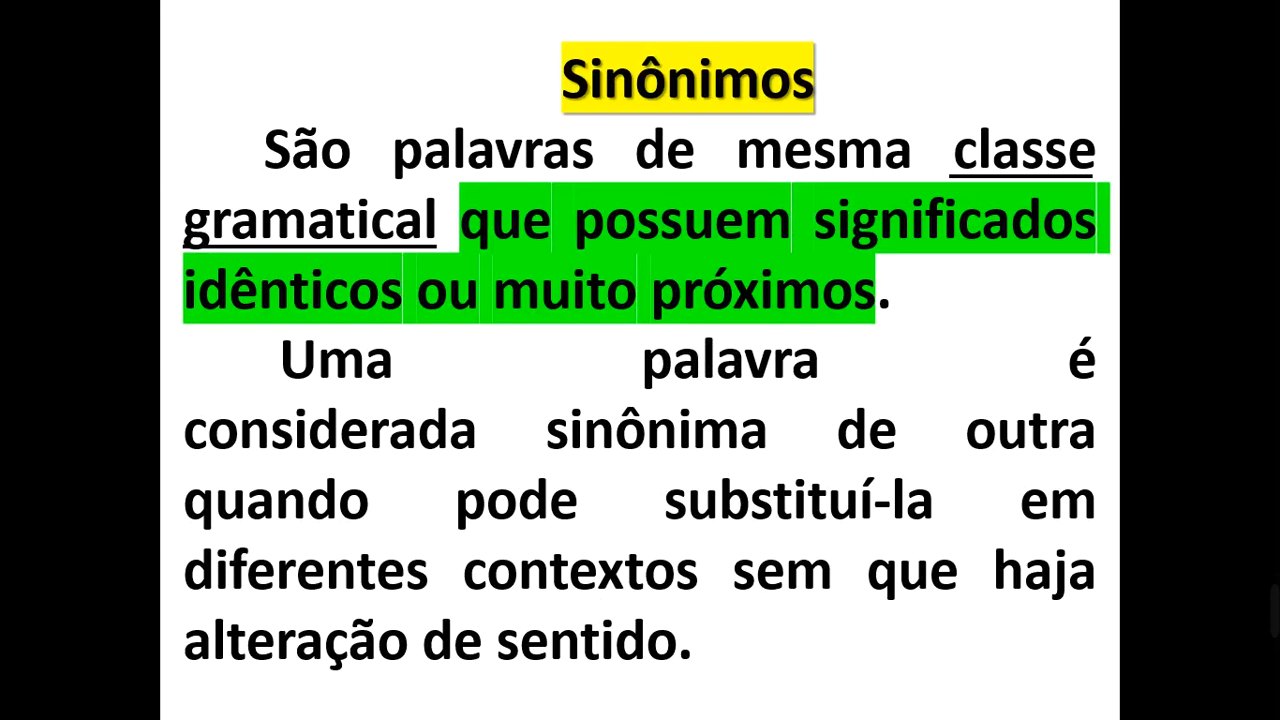 Sinônimos
São palavras de mesma classe
gramatical que possuem significados
idênticos ou muito próximos.
Uma palavra é
considerada sinônima de outra
quando pode substituí-la em
diferentes contextos sem que haja
alteração de sentido.